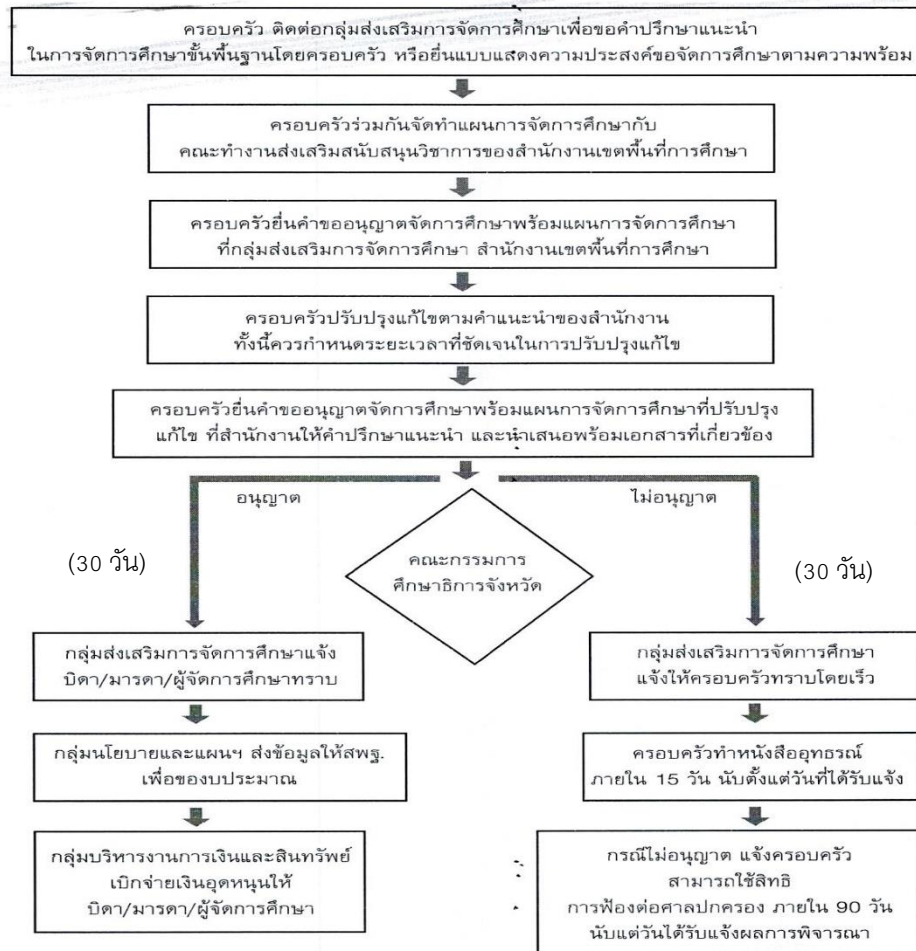 ครอบครัว ติดต่อกลุ่มส่งเสริมการจัดการศึกษาเพื่อขอคำปรึกษาแนะนำ
ในการจัดการศึกษาขั้นพื้นฐานโดยครอบครัว หรือยื่นแบบแสดงความประสงค์ขอจัดการศึกษาตามความพร้อม
ครอบครัวร่วมกันจัดทำแผนการจัดการศึกษากับ
คณะทำงานส่งเสริมสนับสนุนวิชาการของสำนักงานเขตพื้นที่การศึกษา
ครอบครัวยื่นคำขออนุญาตจัดการศึกษาพร้อมแผนการจัดการศึกษา
ที่กลุ่มส่งเสริมการจัดการศึกษา สำนักงานเขตพื้นที่การศึกษา
ครอบครัวปรับปรุงแก้ไขตามคำแนะนำของสำนักงาน
ทั้งนี้ควรกำหนดระยะเวลาที่ชัดเจนในการปรับปรุงแก้ไข
ครอบครัวยื่นคำขออนุญาตจัดการศึกษาพร้อมแผนการจัดการศึกษาที่ปรับปรุง
แก้ไข ที่สำนักงานให้คำปรึกษาแนะนำ และนำเสนอพร้อมเอกสารที่เกี่ยวข้อง
อนุญาต
ไม่อนุญาต
(30 วัน)
คณะกรรมการ
ศึกษาธิการจังหวัด
(30 วัน)
กลุ่มส่งเสริมการจัดการศึกษาแจ้ง
บิดา/มารดา/ผู้จัดการศึกษาทราบ
กลุ่มส่งเสริมการจัดการศึกษา
แจ้งให้ครอบครัวทราบโดยเร็ว
กลุ่มนโยบายและแผนฯ ส่งข้อมูลให้สพฐ.
เพื่อของบประมาณ
ครอบครัวทำหนังสืออุทธรณ์
ภายใน 15 วัน นับตั้งแต่วันที่ได้รับแจ้ง
กลุ่มบริหารงานการเงินและสินทรัพย์
เบิกจ่ายเงินอุดหนุนให้
บิดา/มารดา/ผู้จัดการศึกษา
กรณีไม่อนุญาต แจ้งครอบครัว
สามารถใช้สิทธิ
การฟ้องต่อศาลปกครอง ภายใน 90 วัน
นับแต่วันได้รับแจ้งผลการพิจารณา